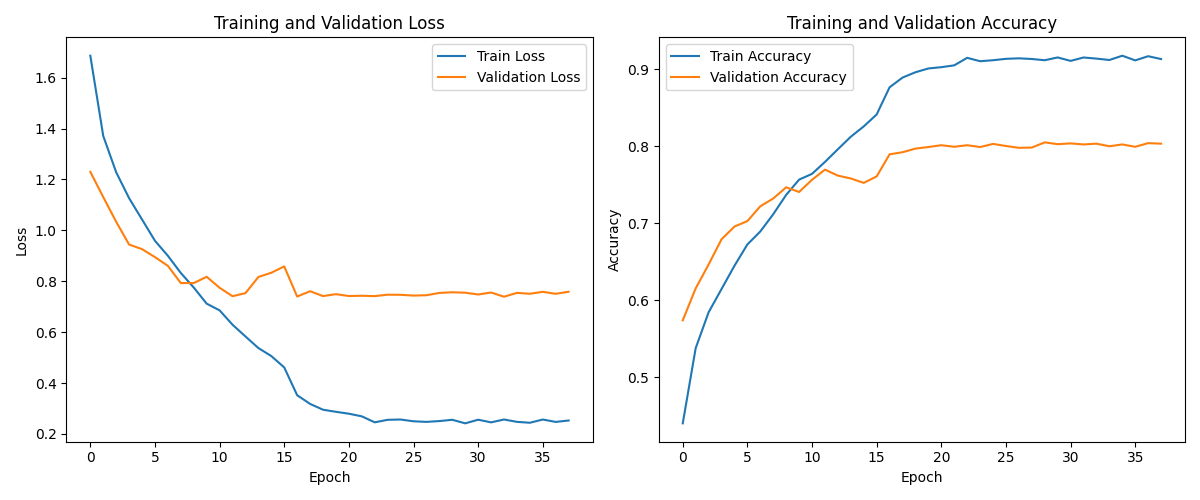 Training and Validation Loss
Train Loss
Validation Loss
Loss
1.6
1.4
1.2
1.0
0.8
0.6
0.4
0.2
0 5 10 15 20 25 30 35
Epoch
Training and Validation Accuracy
Train Accuracy
Validation Accuracy
Accuracy
0.9
0.8
0.7
0.6
0.5
0 5 10 15 20 25 30 35
Epoch